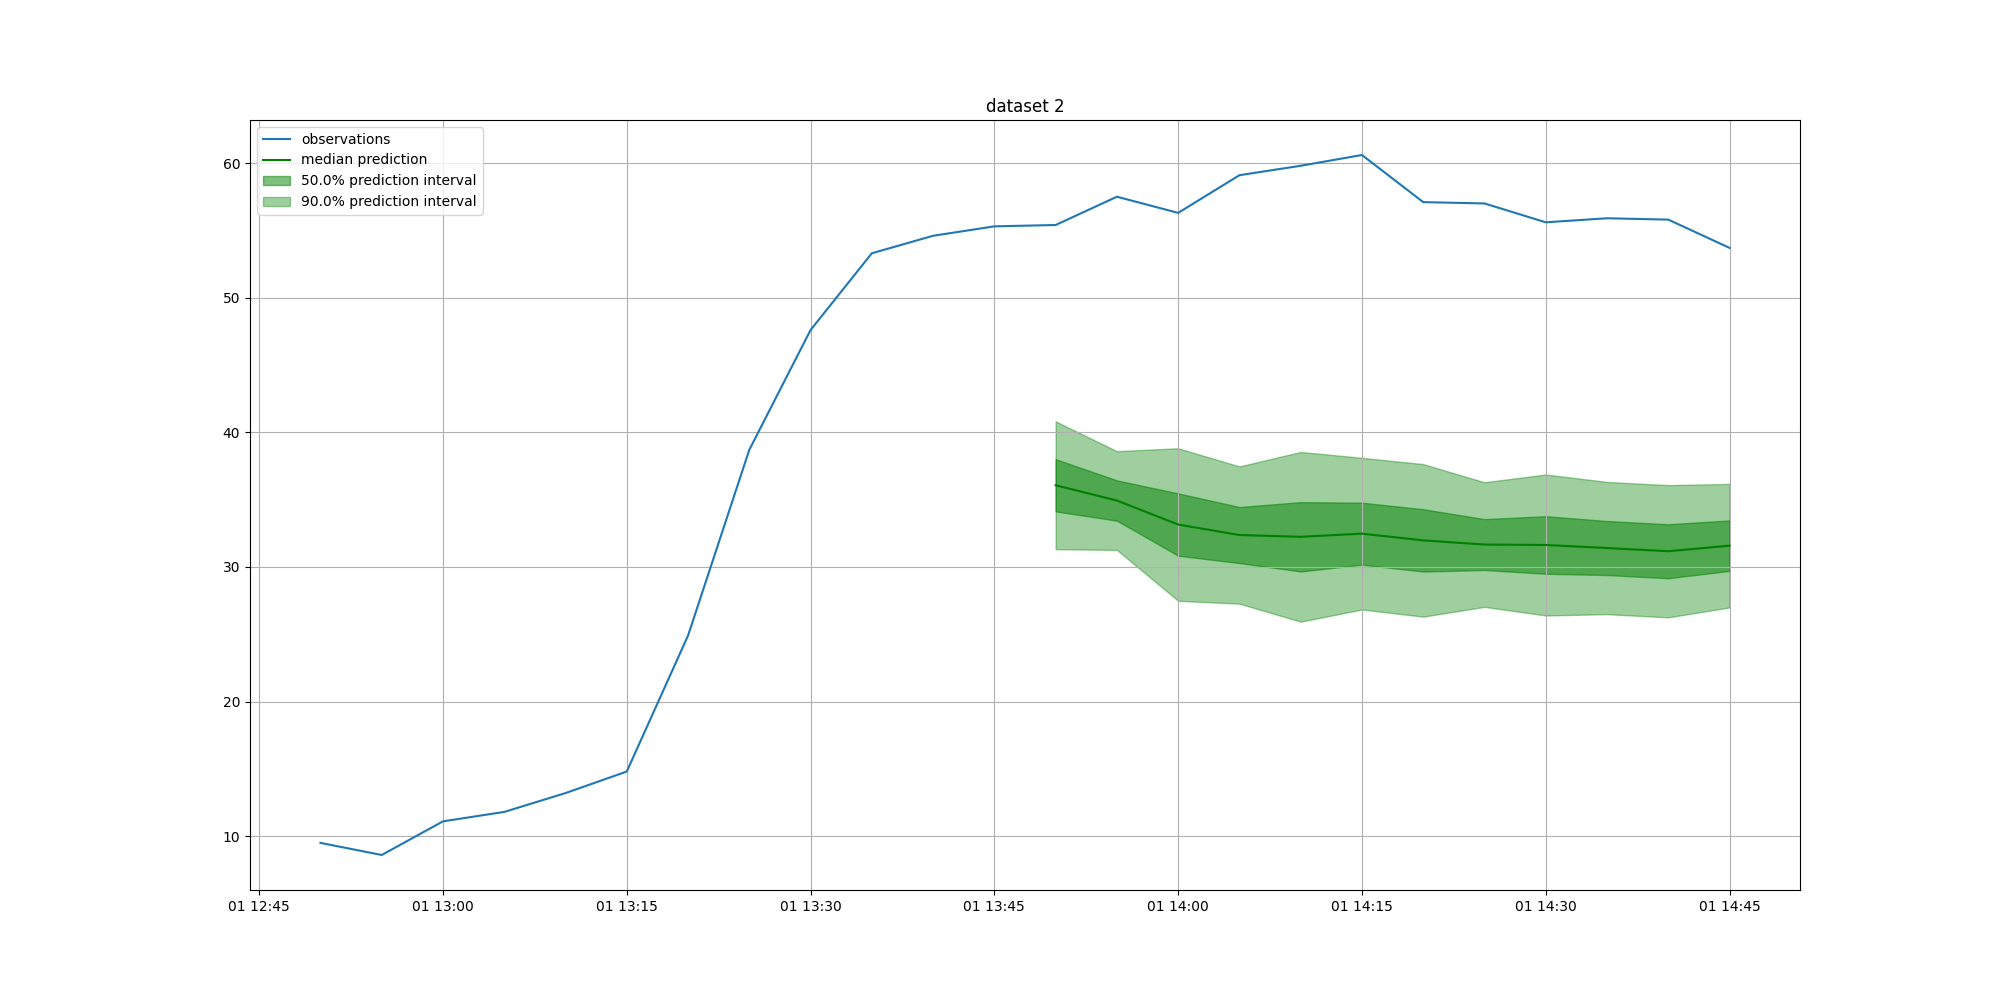 dataset 2
observations
median prediction
50.0% prediction interval
90.0% prediction interval
60
50
40
30
20
10
01 12:45 01 13:00 01 13:15 01 13:30 01 13:45 01 14:00 01 14:15 01 14:30 01 14:45